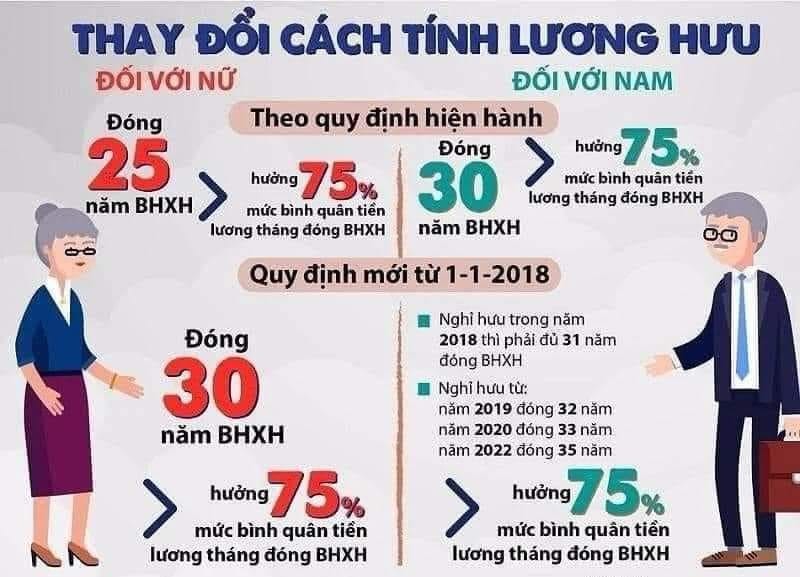 THAY ĐỔI CÁCH TÍNH LƯƠNG HƯU
ĐỐI VỚI NỮ
ĐỐI VỚI NAM
Theo quy định hiện hành
Đóng
25
năm BHXH
hưởng 75%
mức bình quân tiền
lương tháng đóng BHXH
Đóng
30
năm BHXH
hưởng 75%
mức bình quân tiền
lương tháng đóng BHXH
Quy định mới từ 1-1-2018
Đóng
30
năm BHXH
hưởng 75%
mức bình quân tiền
lương tháng đóng BHXH
Nghỉ hưu trong năm
2018 thì phải đủ 31 năm
đóng BHXH
Nghỉ hưu từ:
năm 2019 đóng 32 năm
năm 2020 đóng 33 năm
năm 2022 đóng 35 năm
hưởng 75%
mức bình quân tiền
lương tháng đóng BHXH